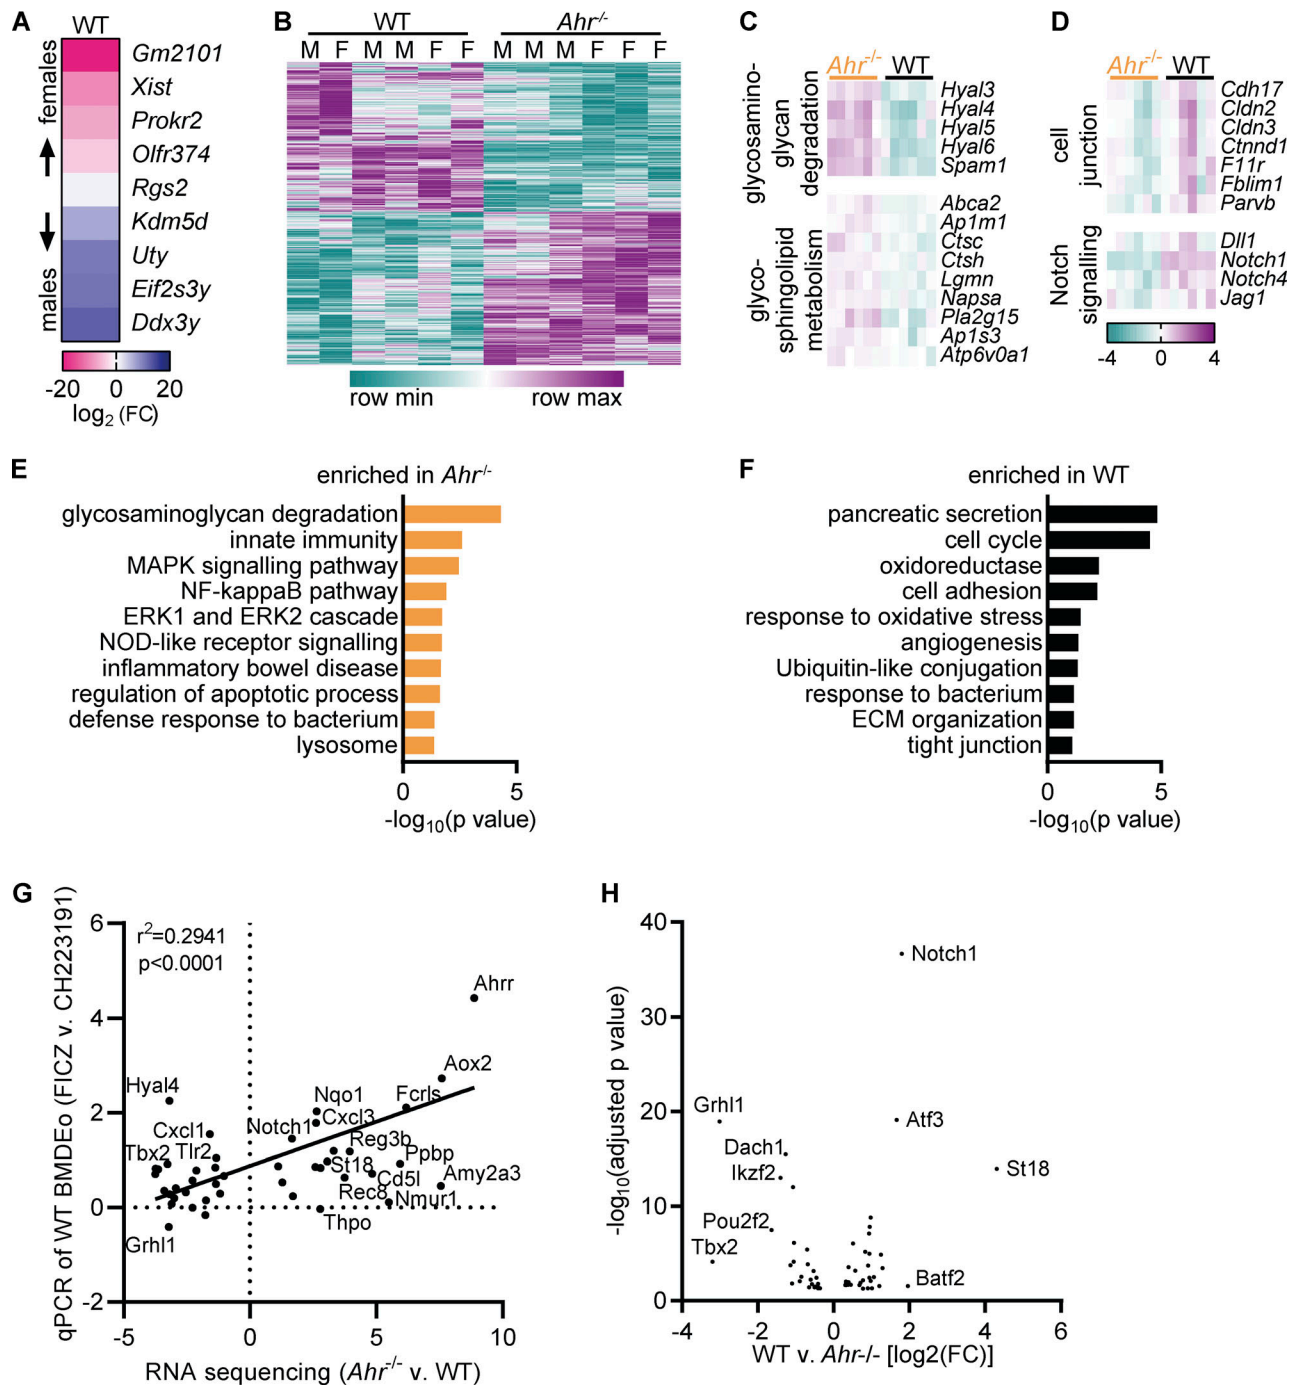 A
WT
females
males
Gm2101
Xist
Prokr2
Olfr374
Rgs2
Kdm5d
Uty
Eif2s3y
Ddx3y
-20 0 20
log2 (FC)
B
WT Ahr-/-
M F M M F F M M M F F F
row min row max
C
Ahr-/- WT
glycosamino-
glycan
degradation
Hyal3
Hyal4
Hyal5
Hyal6
Spam1
glyco-
sphingolipid
metabolism
Abca2
Ap1m1
Ctsc
Ctsh
Lgmn
Napsa
Pla2g15
Ap1s3
Atp6v0a1
D
Ahr-/- WT
cell
junction
Cdh17
Cldn2
Cldn3
Ctnnd1
F11r
Fblim1
Parvb
Notch
signalling
Dll1
Notch1
Notch4
Jag1
-4 0 4
E
enriched in Ahr-/-
glycosaminoglycan degradation
innate immunity
MAPK signalling pathway
NF-kappaB pathway
ERK1 and ERK2 cascade
NOD-like receptor signalling
inflammatory bowel disease
regulation of apoptotic process
defense response to bacterium
lysosome
0 5
-log10(p value)
F
enriched in WT
pancreatic secretion
cell cycle
oxidoreductase
cell adhesion
response to oxidative stress
angiogenesis
Ubiquitin-like conjugation
response to bacterium
ECM organization
tight junction
0 5
-log10(p value)
G
qPCR of WT BMDEo (FICZ v. CH223191)
6
4
2
0
-2
r2=0.2941
p<0.0001
Ahrr
Aox2
Hyal4
Nqo1
Fcrls
Cxcl3
Cxcl1
Notch1
Reg3b
Tbx2
Tlr2
St18
Ppbp
Cd5l
Amy2a3
Rec8
Nmur1
Thpo
Grhl1
-5 0 5 10
RNA sequencing (Ahr-/- v. WT)
H
-log10(adjusted p value)
40
30
20
10
0
Notch1
Grhl1
Atf3
Dach1
Ikzf2
St18
Pou2f2
Tbx2
Batf2
-4 -2 0 2 4 6
WT v. Ahr-/- [log2(FC)]